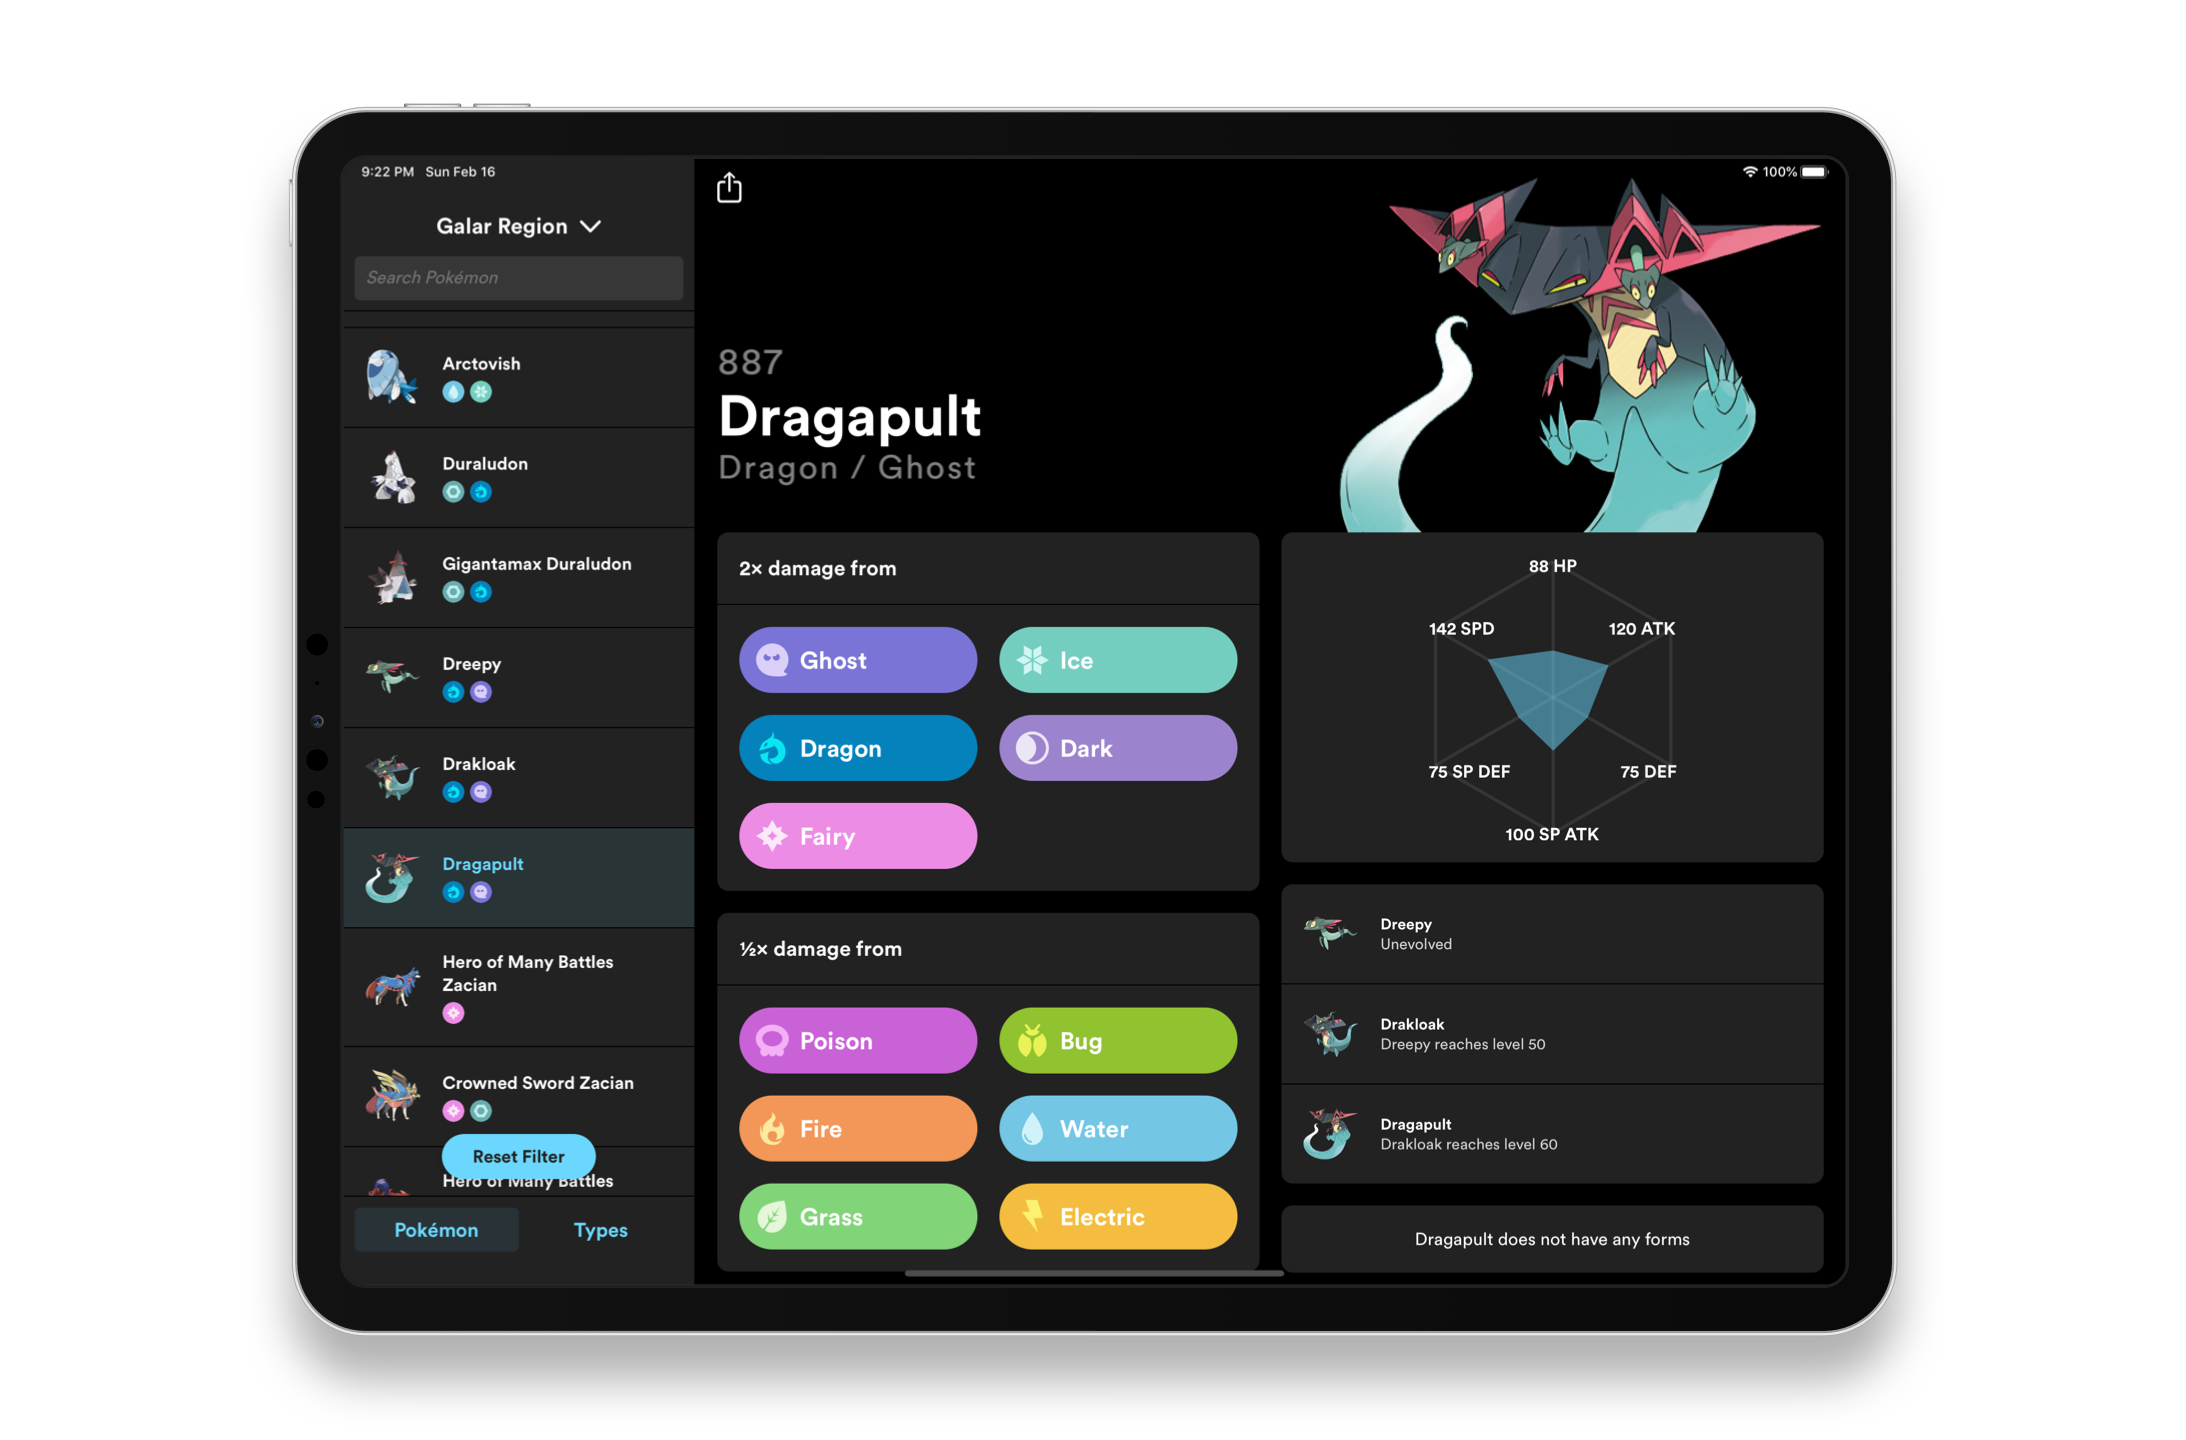 9:22 PM Sun Feb 16
100%
Galar Region
Search Pokémon
Arctovish
Duraludon
Gigantamax Duraludon
Dreepy
Drakloak
Dragapult
Hero of Many Battles
Zacian
Crowned Sword Zacian
Reset Filter
Hero of Many Battles
Pokémon
Types
887
Dragapult
Dragon / Ghost
2× damage from
Ghost
Ice
Dragon
Dark
Fairy
½× damage from
Poison
Bug
Fire
Water
Grass
Electric
88 HP
142 SPD
120 ATK
75 SP DEF
75 DEF
100 SP ATK
Dreepy
Unevolved
Drakloak
Dreepy reaches level 50
Dragapult
Drakloak reaches level 60
Dragapult does not have any forms